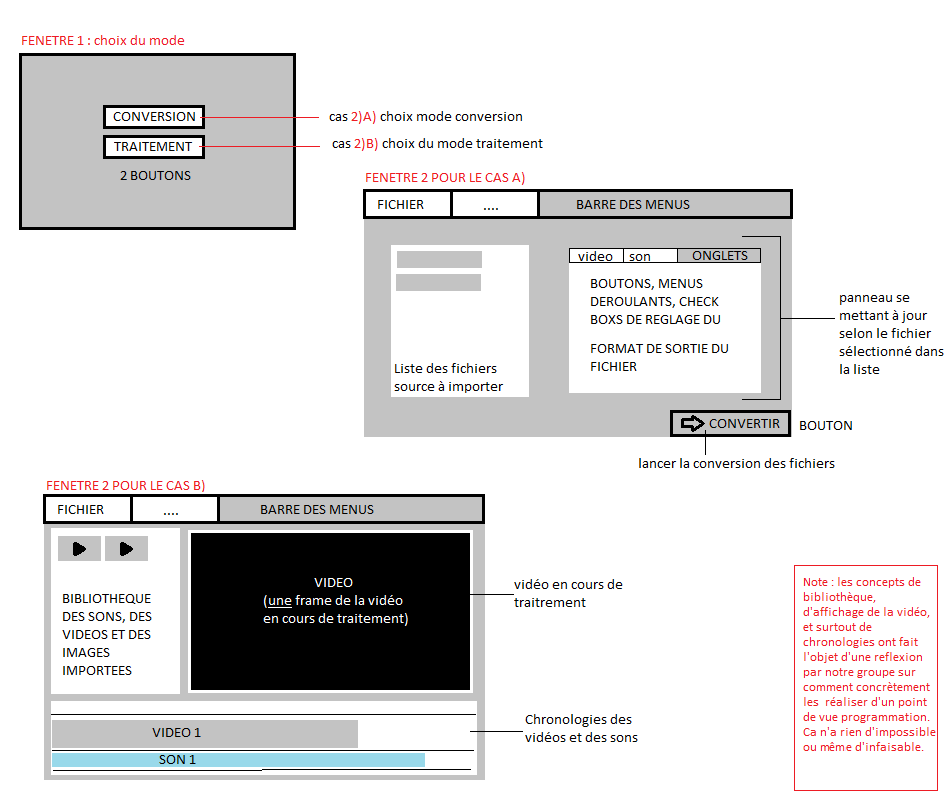 FENETRE 1 : choix du mode
CONVERSION
TRAITEMENT
2 BOUTONS
cas 2)A) choix mode conversion
cas 2)B) choix du mode traitement
FENETRE 2 POUR LE CAS A)
FICHIER
....
BARRE DES MENUS
Liste des fichiers
source à importer
video
son
ONGLETS
BOUTONS, MENUS
DEROULANTS, CHECK
BOXS DE REGLAGE DU
FORMAT DE SORTIE DU
FICHIER
panneau se
mettant à jour
selon le fichier
sélectionné dans
la liste
CONVERTIR
BOUTON
lancer la conversion des fichiers
FENETRE 2 POUR LE CAS B)
FICHIER
....
BARRE DES MENUS
BIBLIOTHEQUE
DES SONS, DES
VIDEOS ET DES
IMAGES
IMPORTEES
VIDEO
(une frame de la vidéo
en cours de traitement)
vidéo en cours de
traitrement
VIDEO 1
SON 1
Chronologies des
vidéos et des sons
Note : les concepts de
bibliothèque,
d'affichage de la vidéo,
et surtout de
chronologies ont fait
l'objet d'une reflexion
par notre groupe sur
comment concrètement
les réaliser d'un point
de vue programmation.
Ca n'a rien d'impossible
ou même d'infaisable.